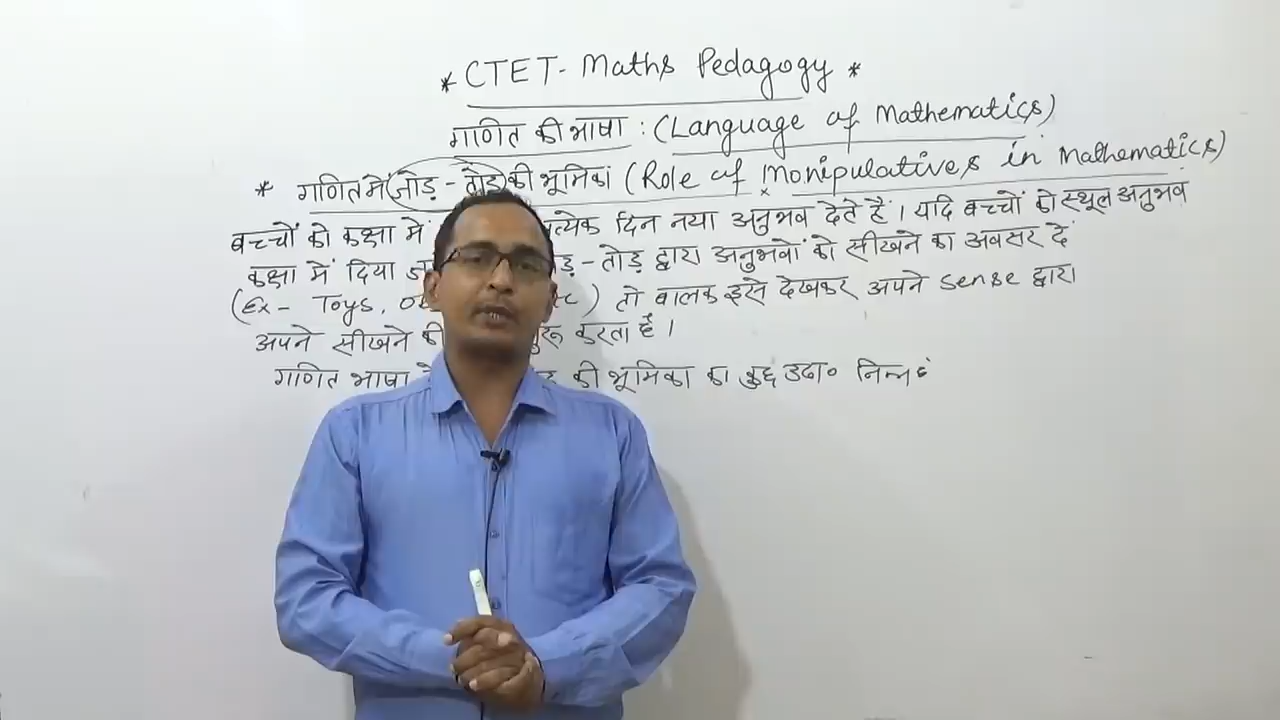 * CTET- Maths Pedagogy *
गणित की भाषा : (Language of Mathematics)
* गणित में (जोड़ - तोड़) की भूमिका (Role of Manipulatives in Mathematics)
बच्चों को कक्षा में दिन नया अनुभव देते हैं । यदि बच्चों को स्थूल अनुभव
कक्षा में दिया - तोड़ द्वारा अनुभवों को सीखने का अवसर दें
(Ex- Toys, ) तो बालक इसे देखकर अपने sense द्वारा
अपने सीखने की करता है ।
गणित भाषा की भूमिका का कुछ उदा० निम्न है